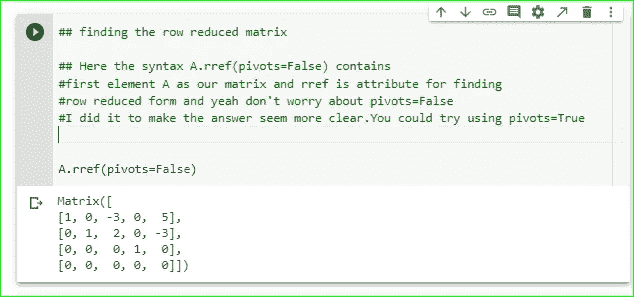 ## finding the row reduced matrix
## Here the syntax A.rref(pivots=False) contains
#first element A as our matrix and rref is attribute for finding
#row reduced form and yeah don't worry about pivots=False
#I did it to make the answer seem more clear.You could try using pivots=True
A.rref(pivots=False)
Matrix([
[1, 0, -3, 0,  5],
[0, 1,  2, 0, -3],
[0, 0,  0, 1,  0],
[0, 0,  0, 0,  0]])